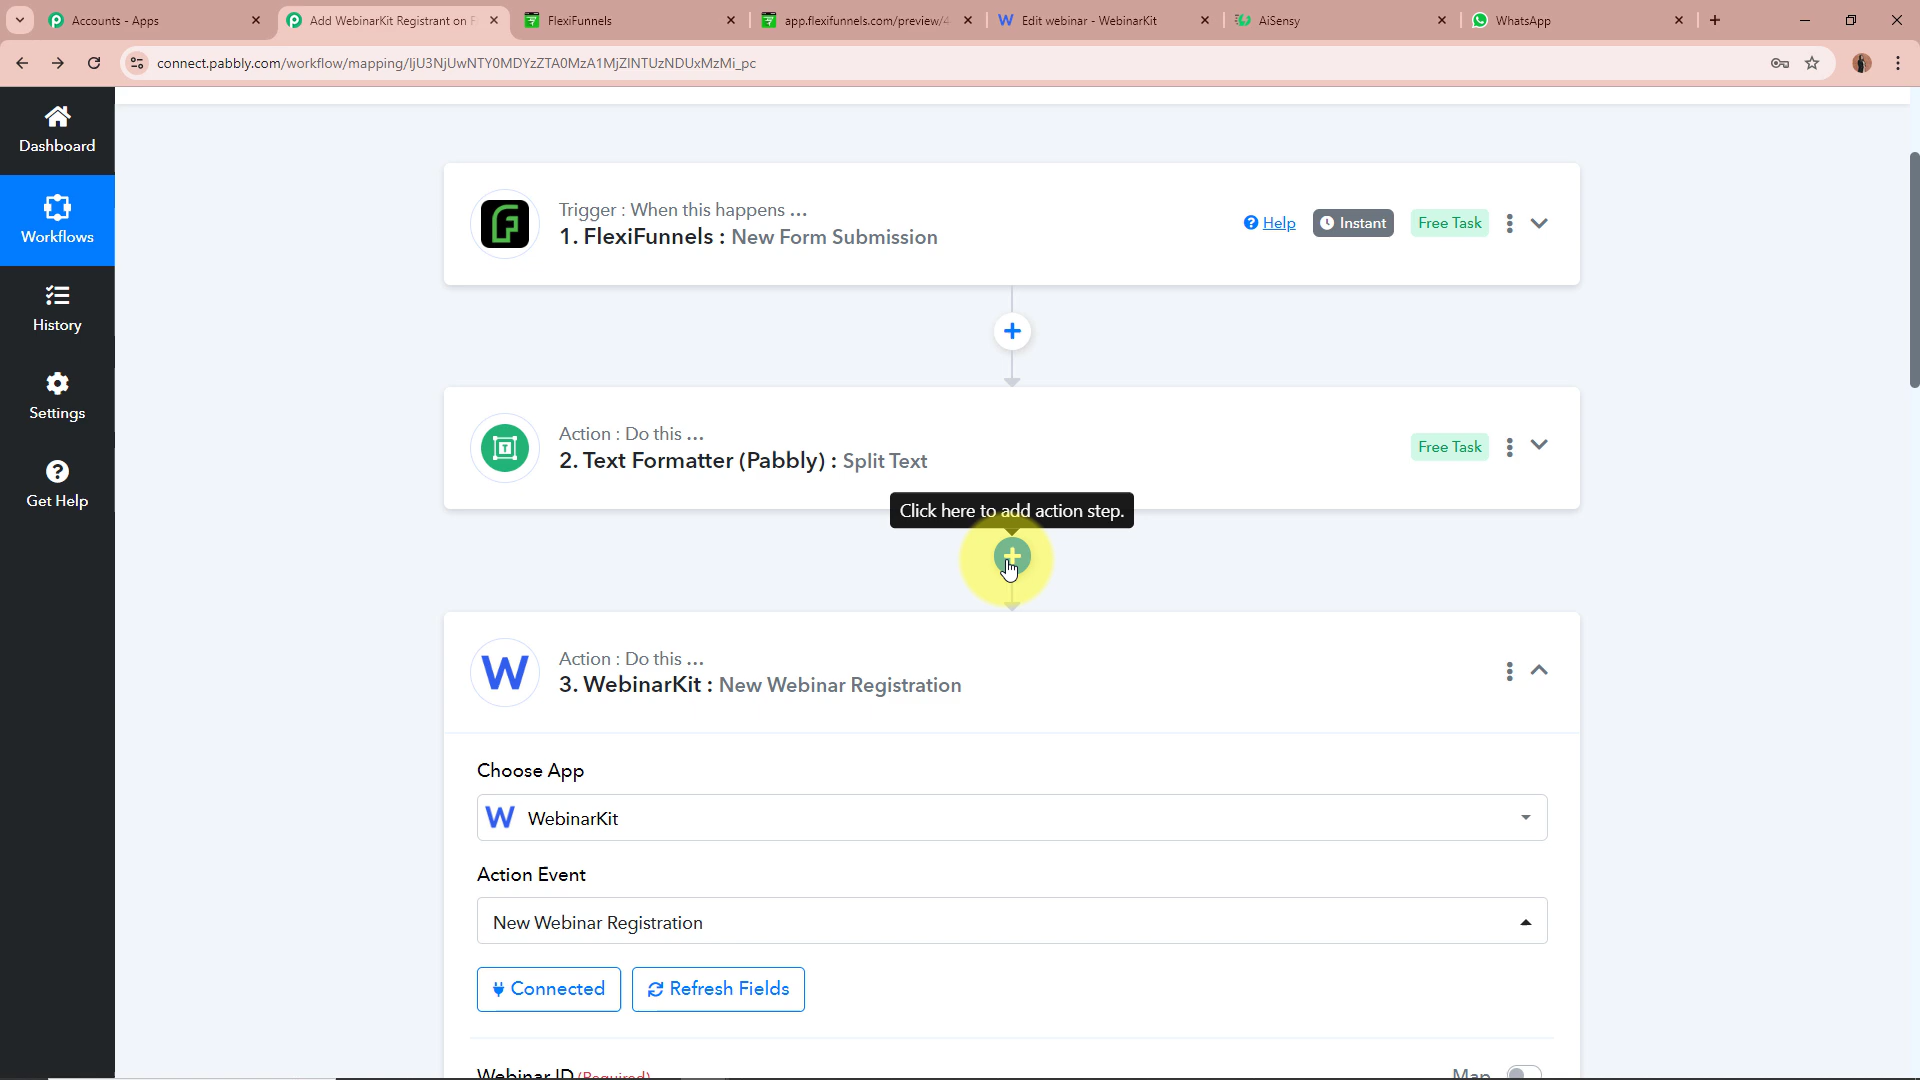 Accounts - Apps
Add WebinarKit Registrant on F
FlexiFunnels
app.flexifunnels.com/preview/4
Edit webinar - WebinarKit
AiSensy
WhatsApp
connect.pabbly.com/workflow/mapping/IjU3NjUwNTY0MDYzZTA0MzA1MjZlNTUzNDUxMzMi_pc
Dashboard
Workflows
History
Settings
Get Help
Trigger : When this happens ...
1. FlexiFunnels : New Form Submission
Help
Instant
Free Task
Action : Do this ...
2. Text Formatter (Pabbly) : Split Text
Free Task
Click here to add action step.
Action : Do this ...
3. WebinarKit : New Webinar Registration
Choose App
WebinarKit
Action Event
New Webinar Registration
Connected
Refresh Fields
Webinar ID (Required)
Map